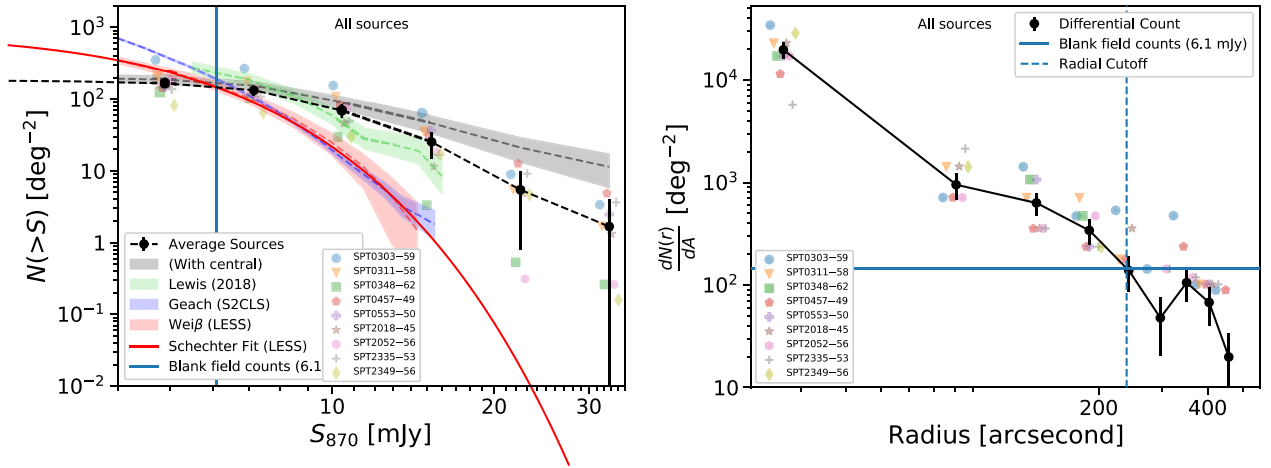 All sources
10³
10²
10
1
10⁻¹
10⁻²
N(>S) [deg⁻²]
Average Sources
(With central)
Lewis (2018)
Geach (S2CLS)
Weiβ (LESS)
Schechter Fit (LESS)
Blank field counts (6.1
SPT0303−59
SPT0311−58
SPT0348−62
SPT0457−49
SPT0553−50
SPT2018−45
SPT2052−56
SPT2335−53
SPT2349−56
10 20 30
S₈₇₀ [mJy]
All sources
Differential Count
Blank field counts (6.1 mJy)
Radial Cutoff
10⁴
10³
10²
10
dN(r)/dA [deg⁻²]
SPT0303−59
SPT0311−58
SPT0348−62
SPT0457−49
SPT0553−50
SPT2018−45
SPT2052−56
SPT2335−53
SPT2349−56
200 400
Radius [arcsecond]